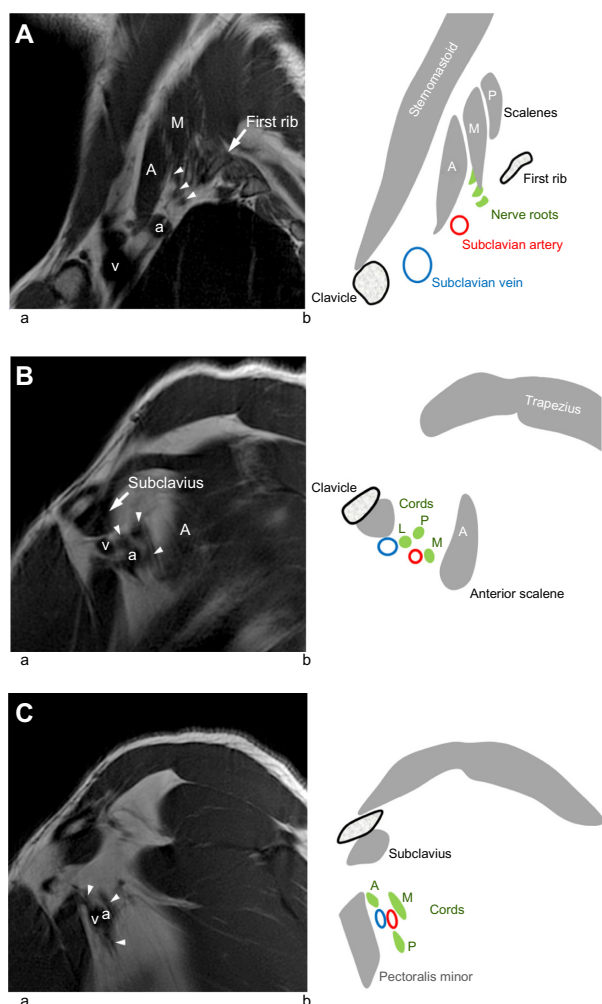 A
M
First rib
A
a
v
a
Sternomastoid
P
M
Scalenes
A
First rib
Nerve roots
Subclavian artery
Subclavian vein
Clavicle
b
B
Subclavius
v
a
A
a
Trapezius
Clavicle
Cords
P
L
M
A
Anterior scalene
b
C
v
a
a
Subclavius
A
M
Cords
P
Pectoralis minor
b